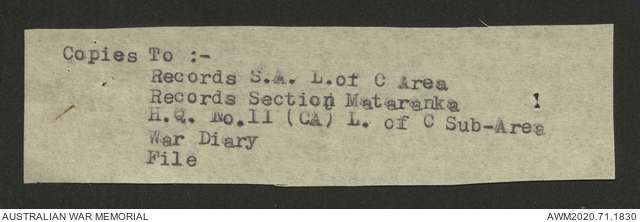 Copies To :-
Records S.A. L.of C Area
Records Section Mataranka
H.Q. No.11 (CA) L. of C Sub-Area
War Diary
File
AUSTRALIAN WAR MEMORIAL
AWM2020.71.1830